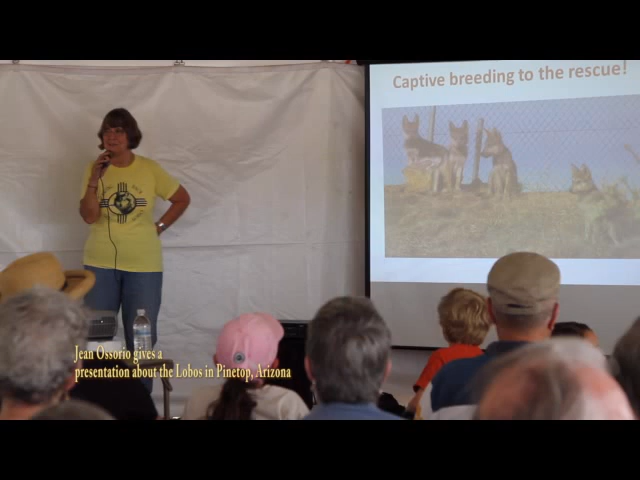 Captive breeding to the rescue!
Jean Ossorio gives a
presentation about the Lobos in Pinetop, Arizona